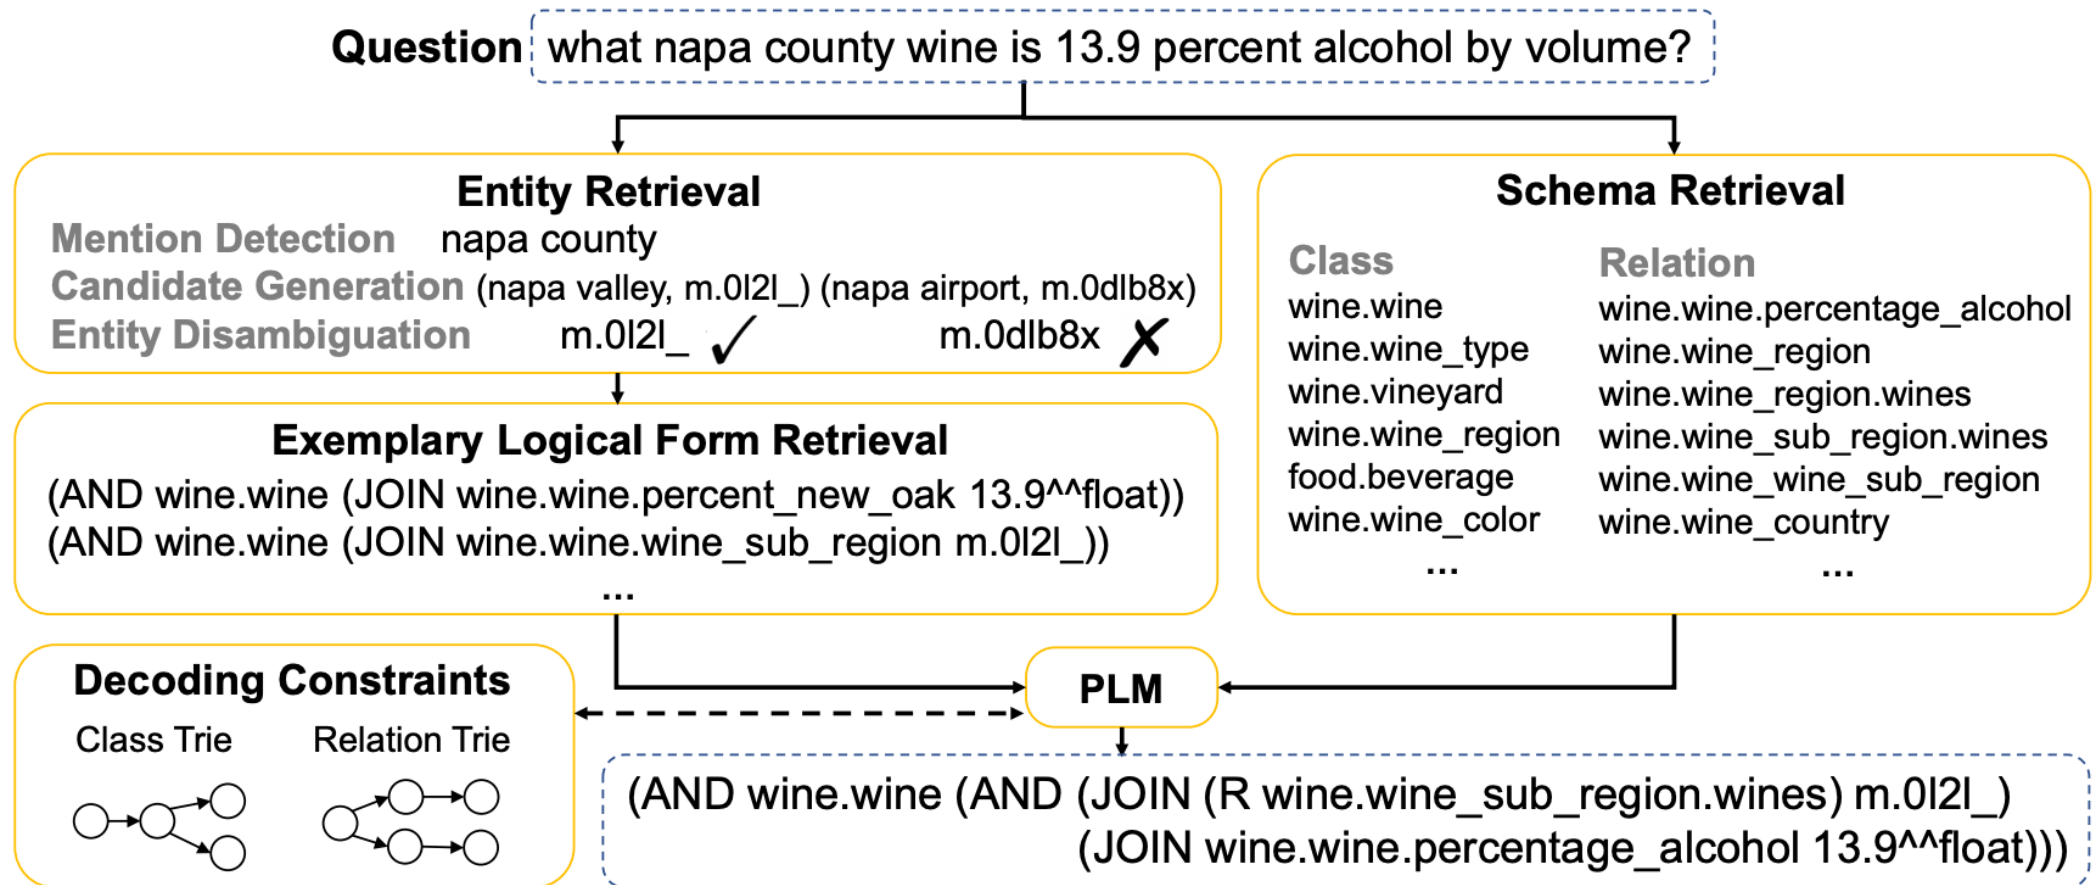 Question what napa county wine is 13.9 percent alcohol by volume?
Entity Retrieval
Mention Detection napa county
Candidate Generation (napa valley, m.0l2l_) (napa airport, m.0dlb8x)
Entity Disambiguation m.0l2l_ ✓ m.0dlb8x ✗
Exemplary Logical Form Retrieval
(AND wine.wine (JOIN wine.wine.percent_new_oak 13.9^^float))
(AND wine.wine (JOIN wine.wine.wine_sub_region m.0l2l_))
...
Schema Retrieval
Class
wine.wine
wine.wine_type
wine.vineyard
wine.wine_region
food.beverage
wine.wine_color
...
Relation
wine.wine.percentage_alcohol
wine.wine_region
wine.wine_region.wines
wine.wine_sub_region.wines
wine.wine_wine_sub_region
wine.wine_country
...
Decoding Constraints
Class Trie Relation Trie
PLM
(AND wine.wine (AND (JOIN (R wine.wine_sub_region.wines) m.0l2l_)
(JOIN wine.wine.percentage_alcohol 13.9^^float)))